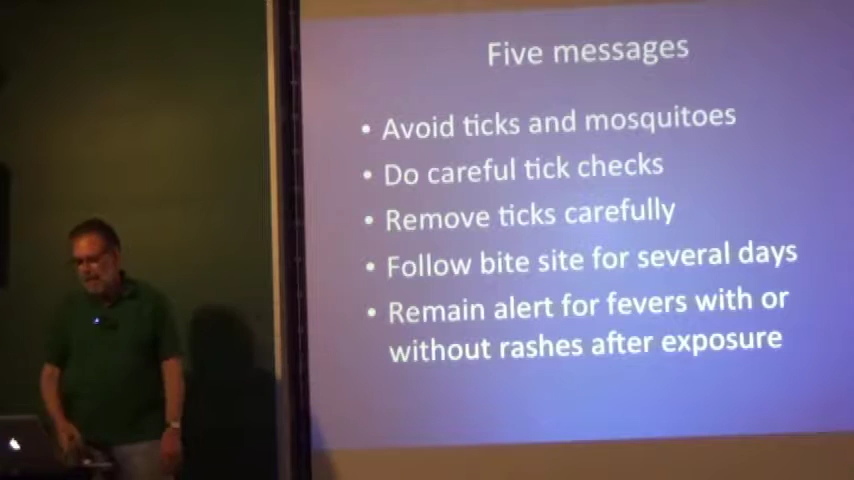 Five messages
• Avoid ticks and mosquitoes
• Do careful tick checks
• Remove ticks carefully
• Follow bite site for several days
• Remain alert for fevers with or
without rashes after exposure